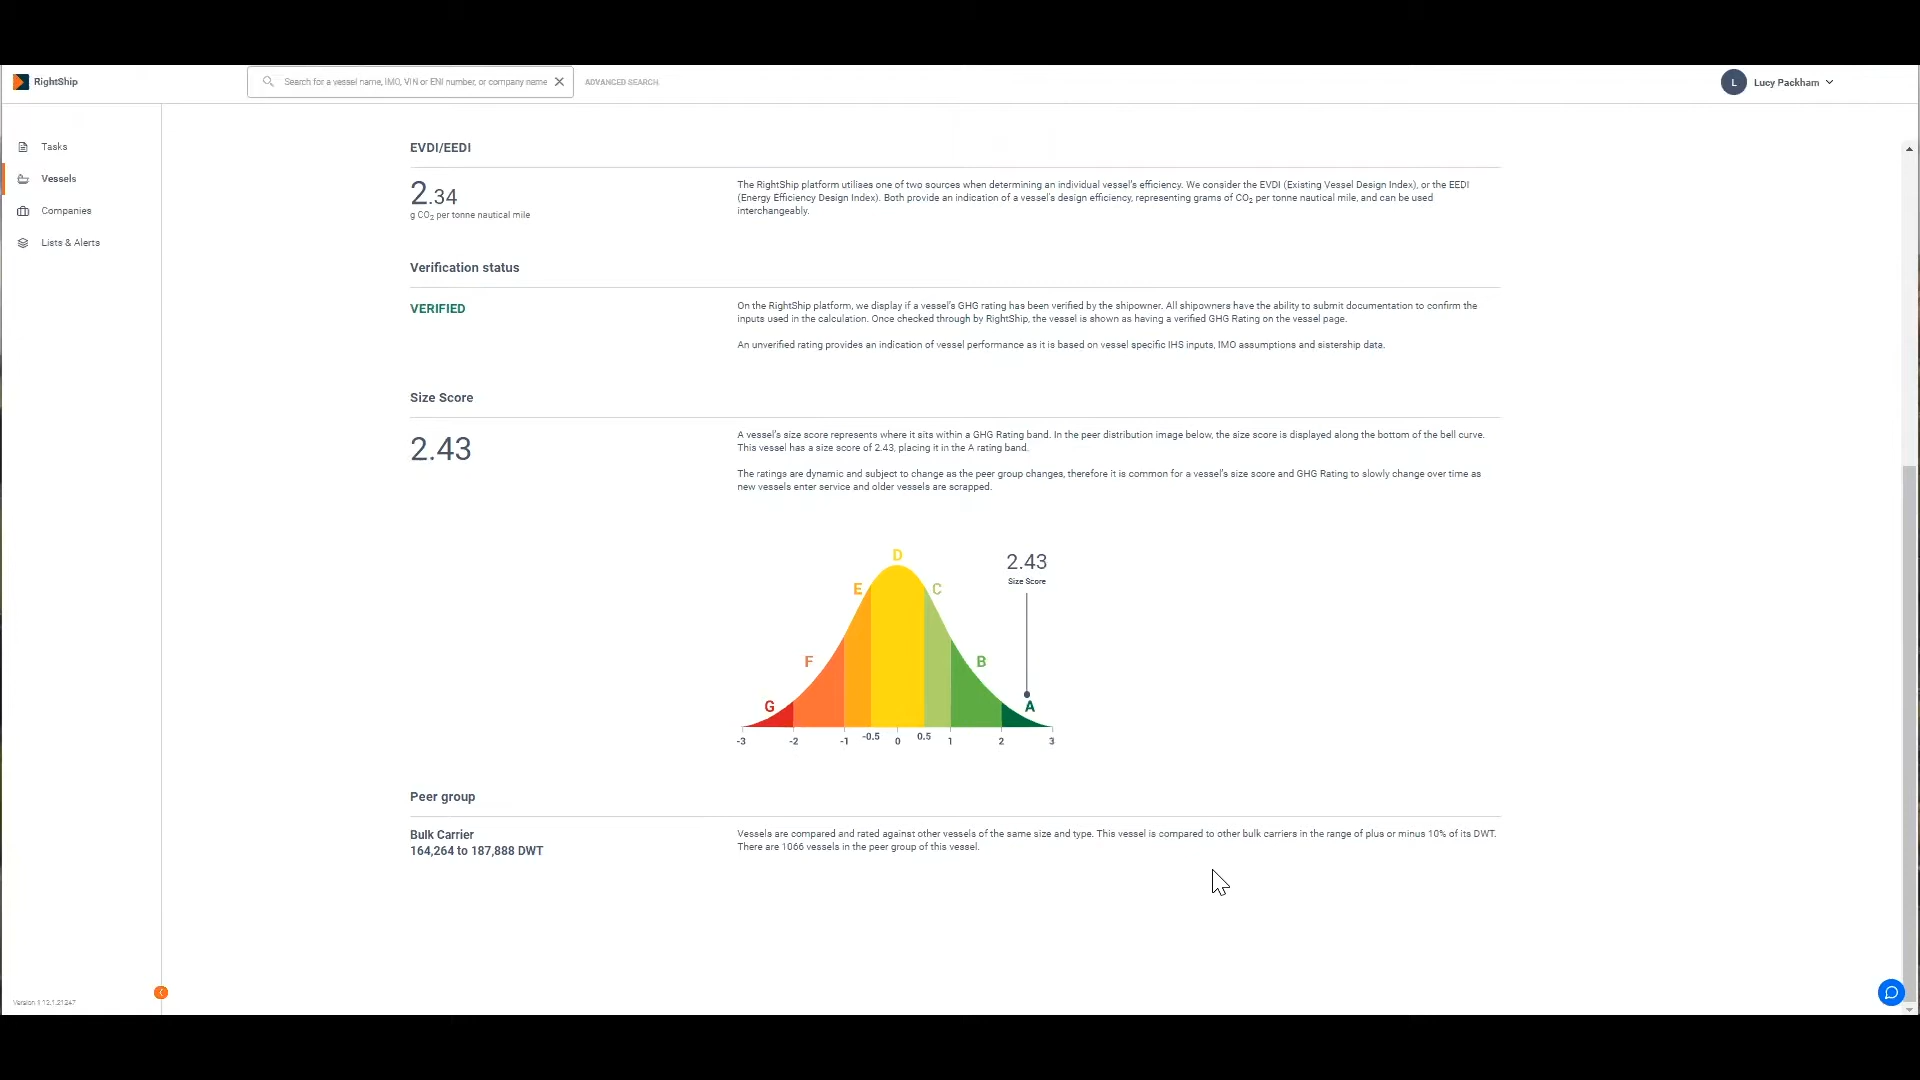 RightShip
Search for a vessel name, IMO, VIN or ENI number, or company name
ADVANCED SEARCH
L
Lucy Packham
Tasks
Vessels
Companies
Lists & Alerts
EVDI/EEDI
2.34
g CO2 per tonne nautical mile
The RightShip platform utilises one of two sources when determining an individual vessel's efficiency. We consider the EVDI (Existing Vessel Design Index), or the EEDI
(Energy Efficiency Design Index). Both provide an indication of a vessel's design efficiency, representing grams of CO2 per tonne nautical mile, and can be used
interchangeably.
Verification status
VERIFIED
On the RightShip platform, we display if a vessel's GHG rating has been verified by the shipowner. All shipowners have the ability to submit documentation to confirm the
inputs used in the calculation. Once checked through by RightShip, the vessel is shown as having a verified GHG Rating on the vessel page.
An unverified rating provides an indication of vessel performance as it is based on vessel specific IHS inputs, IMO assumptions and sistership data.
Size Score
2.43
A vessel's size score represents where it sits within a GHG Rating band. In the peer distribution image below, the size score is displayed along the bottom of the bell curve.
This vessel has a size score of 2.43, placing it in the A rating band.
The ratings are dynamic and subject to change as the peer group changes, therefore it is common for a vessel's size score and GHG Rating to slowly change over time as
new vessels enter service and older vessels are scrapped.
D
2.43
Size Score
E
C
F
B
G
A
-3 -2 -1 -0.5 0 0.5 1 2 3
Peer group
Bulk Carrier
164,264 to 187,888 DWT
Vessels are compared and rated against other vessels of the same size and type. This vessel is compared to other bulk carriers in the range of plus or minus 10% of its DWT.
There are 1066 vessels in the peer group of this vessel.
Version